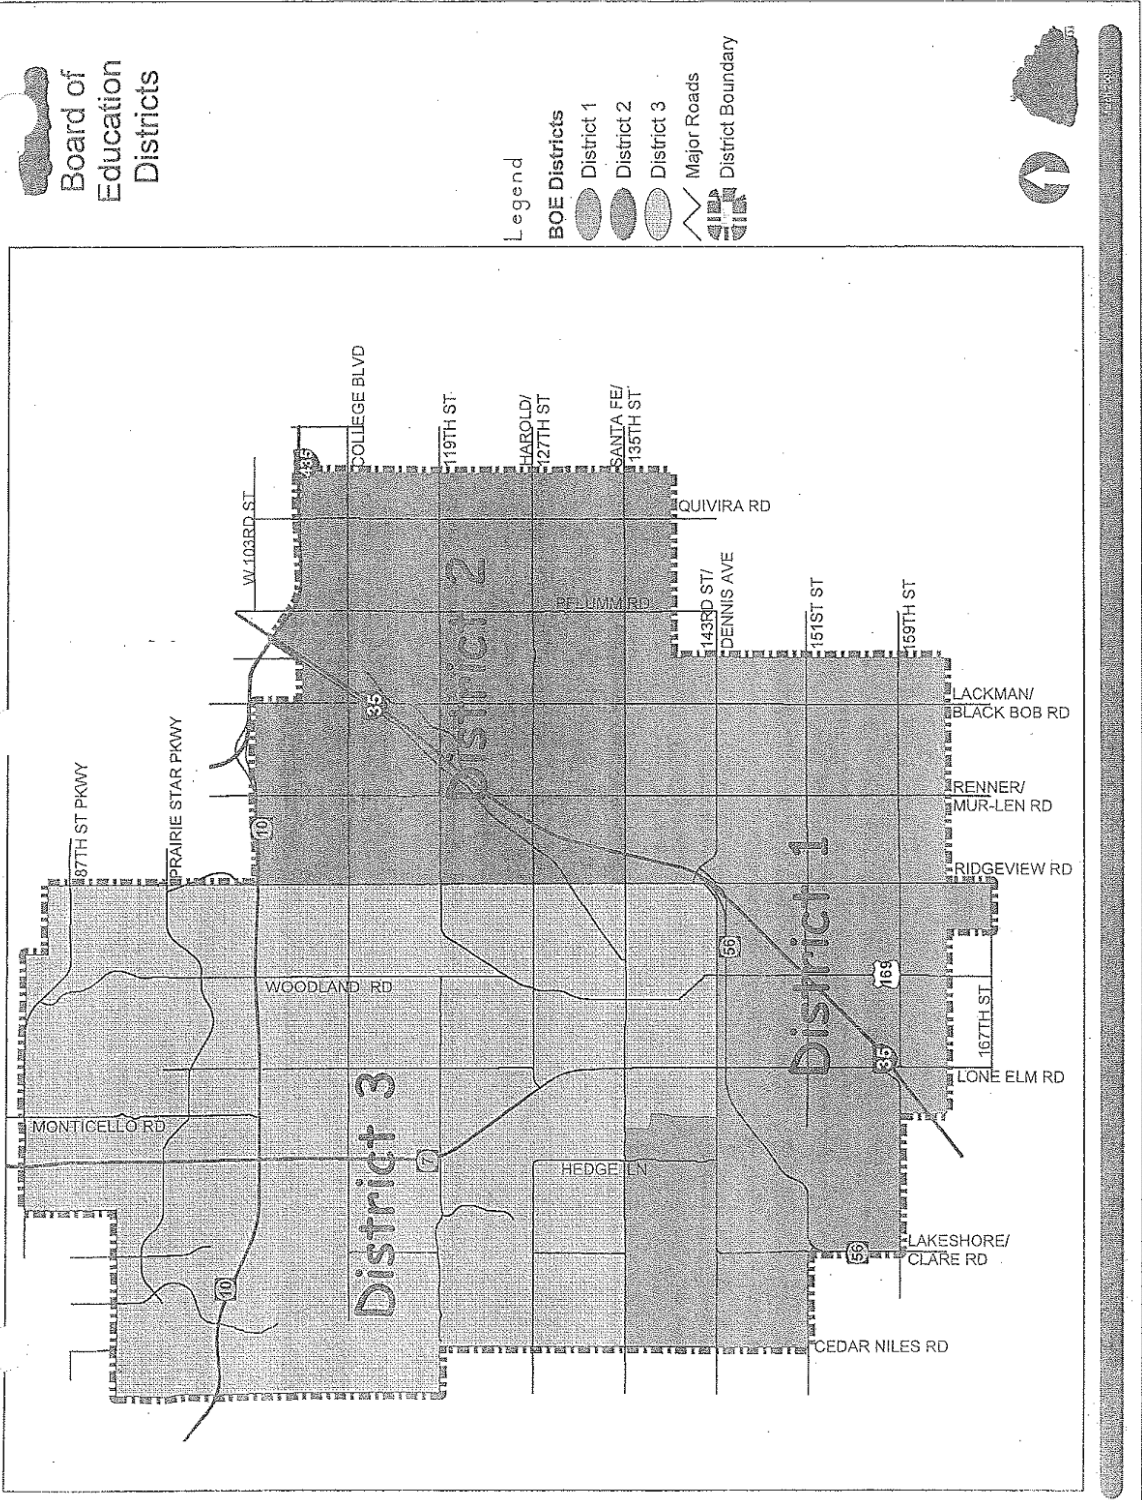 Board of
Education
Districts
Legend
BOE Districts
District 1
District 2
District 3
Major Roads
District Boundary
87TH ST PKWY
PRAIRIE STAR PKWY
W 103RD ST
COLLEGE BLVD
119TH ST
HAROLD/
127TH ST
SANTA FE/
135TH ST
143RD ST/
DENNIS AVE
151ST ST
159TH ST
167TH ST
QUIVIRA RD
PFLUMM RD
LACKMAN/
BLACK BOB RD
RENNER/
MUR-LEN RD
RIDGEVIEW RD
WOODLAND RD
LONE ELM RD
MONTICELLO RD
HEDGE LN
LAKESHORE/
CLARE RD
CEDAR NILES RD
District 3
District 2
District 1
435
35
10
10
7
56
169
35
56